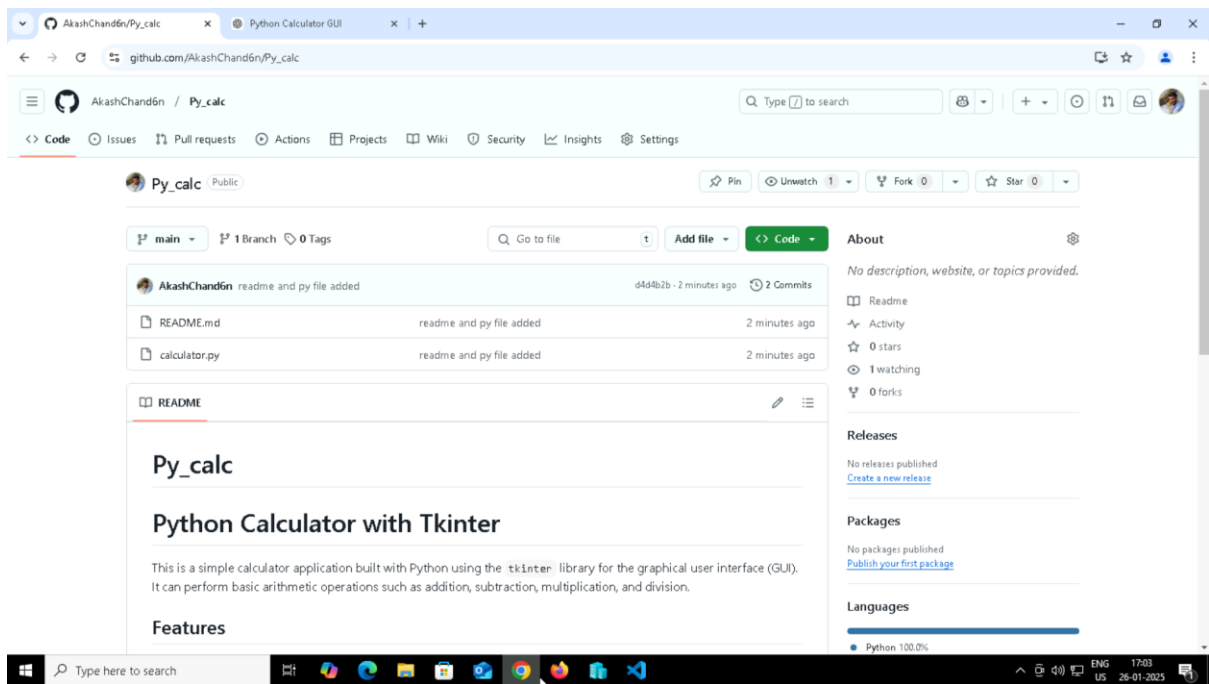 AkashChand6n/Py_calc
Python Calculator GUI
github.com/AkashChand6n/Py_calc
AkashChand6n / Py_calc
Type / to search
Code Issues Pull requests Actions Projects Wiki Security Insights Settings
Py_calc Public
Pin Unwatch 1 Fork 0 Star 0
main 1 Branch 0 Tags Go to file t Add file Code
AkashChand6n readme and py file added d4d4b2b · 2 minutes ago 2 Commits
README.md readme and py file added 2 minutes ago
calculator.py readme and py file added 2 minutes ago
README
Py_calc
Python Calculator with Tkinter
This is a simple calculator application built with Python using the tkinter library for the graphical user interface (GUI).
It can perform basic arithmetic operations such as addition, subtraction, multiplication, and division.
Features
About
No description, website, or topics provided.
Readme
Activity
0 stars
1 watching
0 forks
Releases
No releases published
Create a new release
Packages
No packages published
Publish your first package
Languages
Python 100.0%
Type here to search
ENG
US
17:03
26-01-2025
1